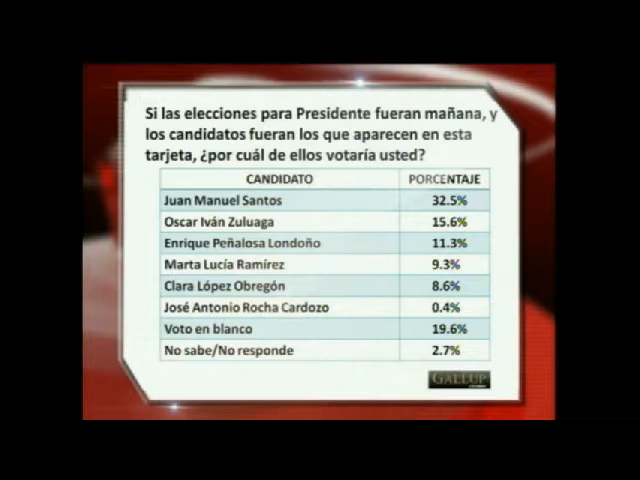 Si las elecciones para Presidente fueran mañana, y
los candidatos fueran los que aparecen en esta
tarjeta, ¿por cuál de ellos votaría usted?
CANDIDATO PORCENTAJE
Juan Manuel Santos 32.5%
Oscar Iván Zuluaga 15.6%
Enrique Peñalosa Londoño 11.3%
Marta Lucía Ramírez 9.3%
Clara López Obregón 8.6%
José Antonio Rocha Cardozo 0.4%
Voto en blanco 19.6%
No sabe/No responde 2.7%
GALLUP